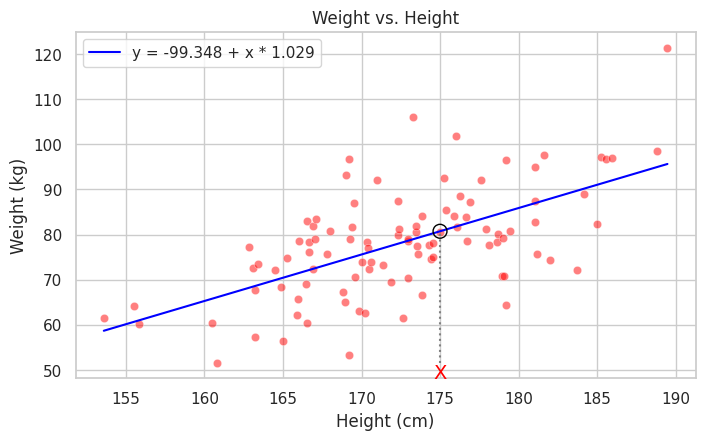 Weight vs. Height
y = -99.348 + x * 1.029
120
110
100
90
80
70
60
50
Weight (kg)
X
155 160 165 170 175 180 185 190
Height (cm)